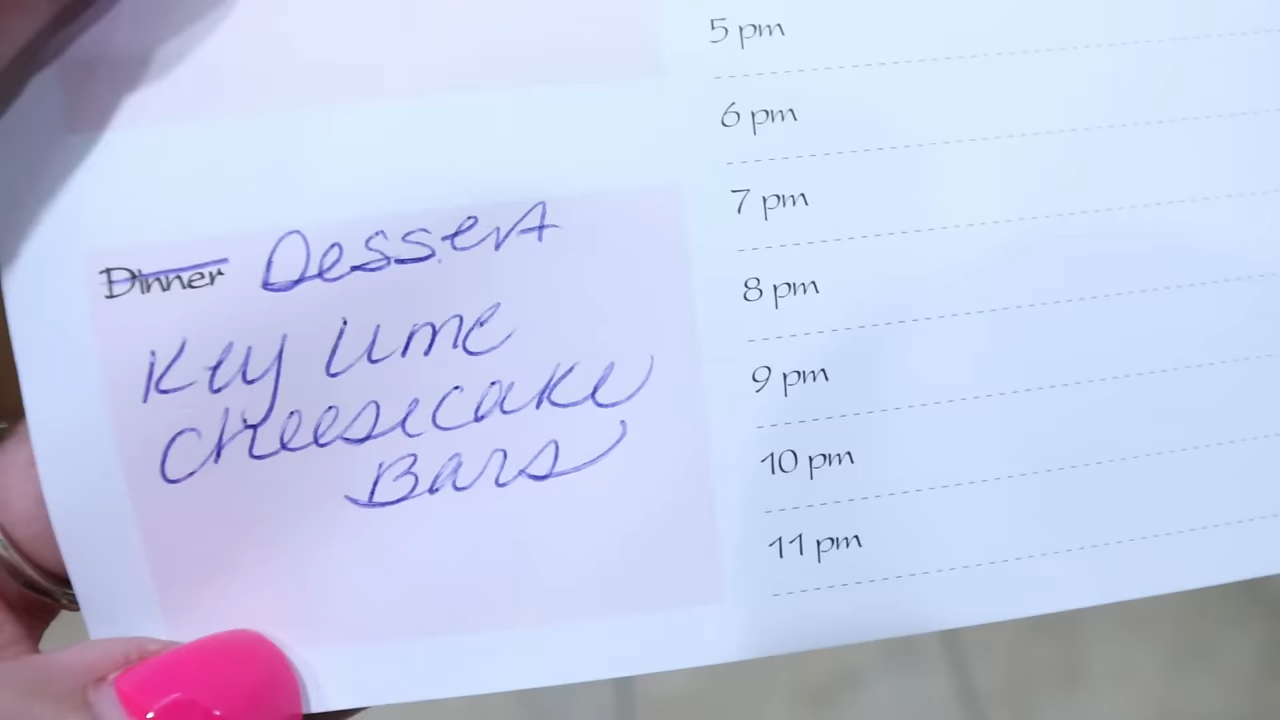 Dinner Dessert
Key Lime
Cheesecake
Bars
5 pm
6 pm
7 pm
8 pm
9 pm
10 pm
11 pm